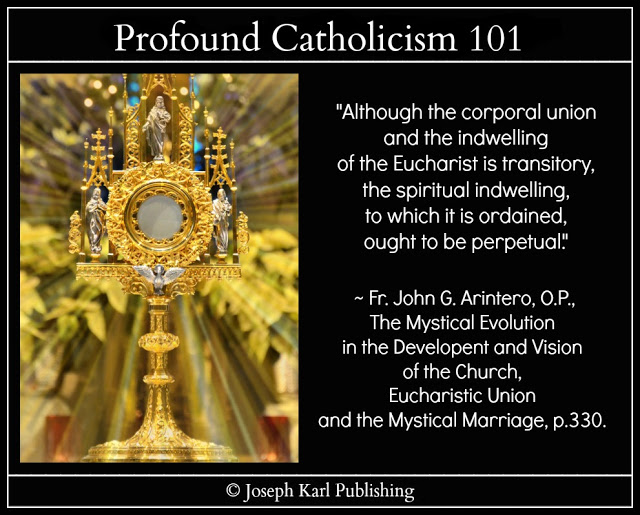 Profound Catholicism 101
"Although the corporal union
and the indwelling
of the Eucharist is transitory,
the spiritual indwelling,
to which it is ordained,
ought to be perpetual."
~ Fr. John G. Arintero, O.P.,
The Mystical Evolution
in the Developent and Vision
of the Church,
Eucharistic Union
and the Mystical Marriage, p.330.
© Joseph Karl Publishing